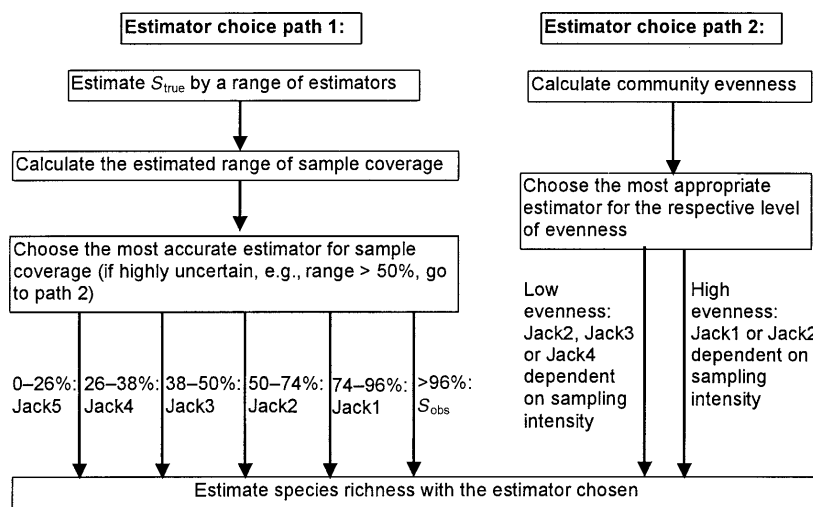 Estimator choice path 1:
Estimate S_true by a range of estimators
Calculate the estimated range of sample coverage
Choose the most accurate estimator for sample
coverage (if highly uncertain, e.g., range > 50%, go
to path 2)
0–26%:
Jack5
26–38%:
Jack4
38–50%:
Jack3
50–74%:
Jack2
74–96%:
Jack1
>96%:
S_obs
Estimator choice path 2:
Calculate community evenness
Choose the most appropriate
estimator for the respective level
of evenness
Low
evenness:
Jack2, Jack3
or Jack4
dependent
on sampling
intensity
High
evenness:
Jack1 or Jack2
dependent on
sampling
intensity
Estimate species richness with the estimator chosen